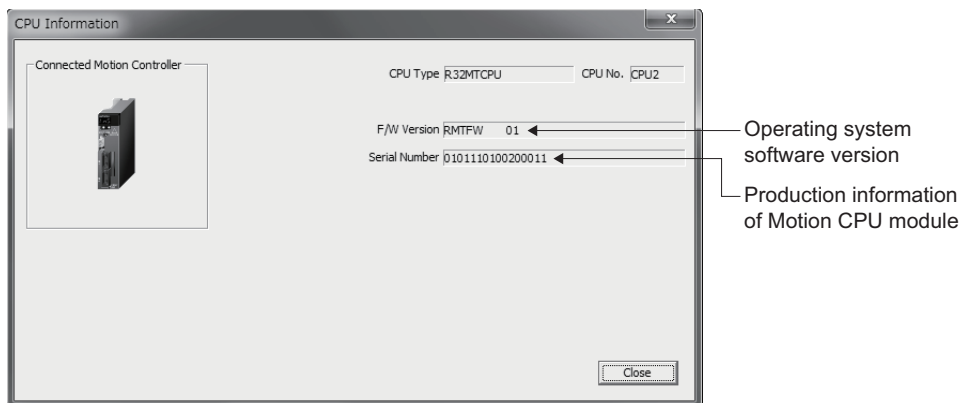 CPU Information
x
Connected Motion Controller
CPU Type R32MTCPU CPU No. CPU2
F/W Version RMTFW 01
Serial Number 0101110100200011
Close
Operating system
software version
Production information
of Motion CPU module